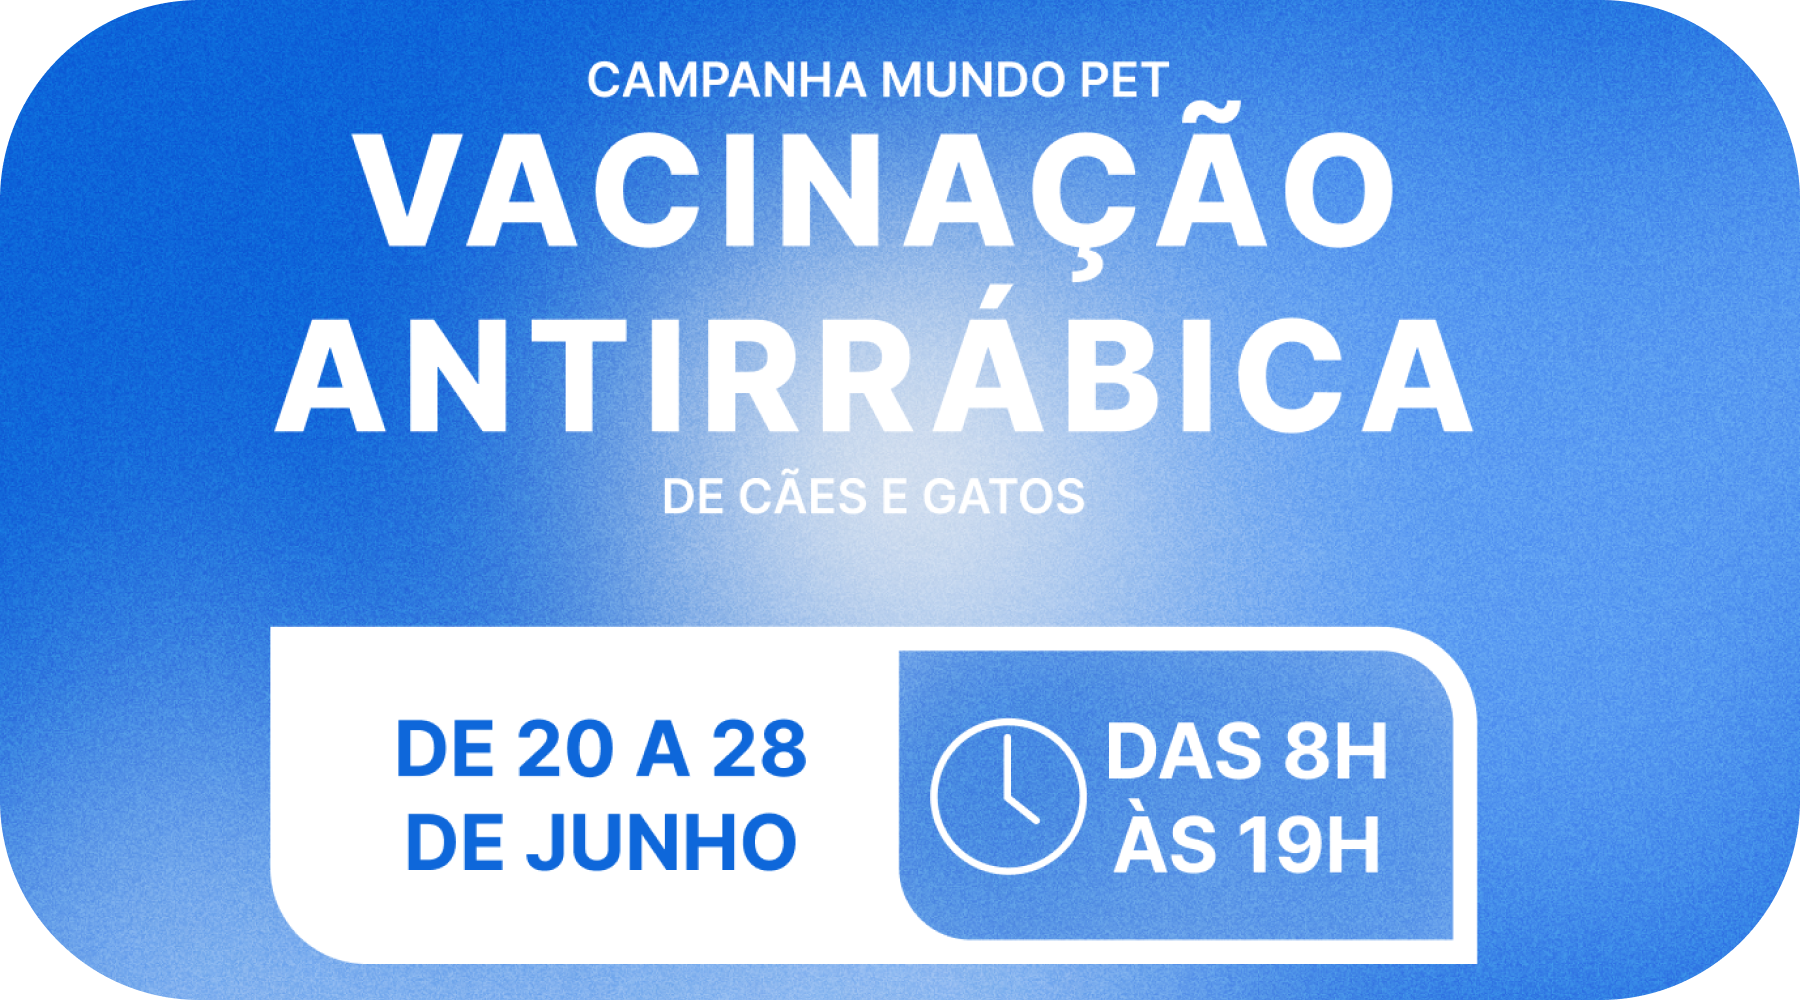 CAMPANHA MUNDO PET
VACINAÇÃO
ANTIRRÁBICA
DE CÃES E GATOS
DE 20 A 28
DE JUNHO
DAS 8H
ÀS 19H